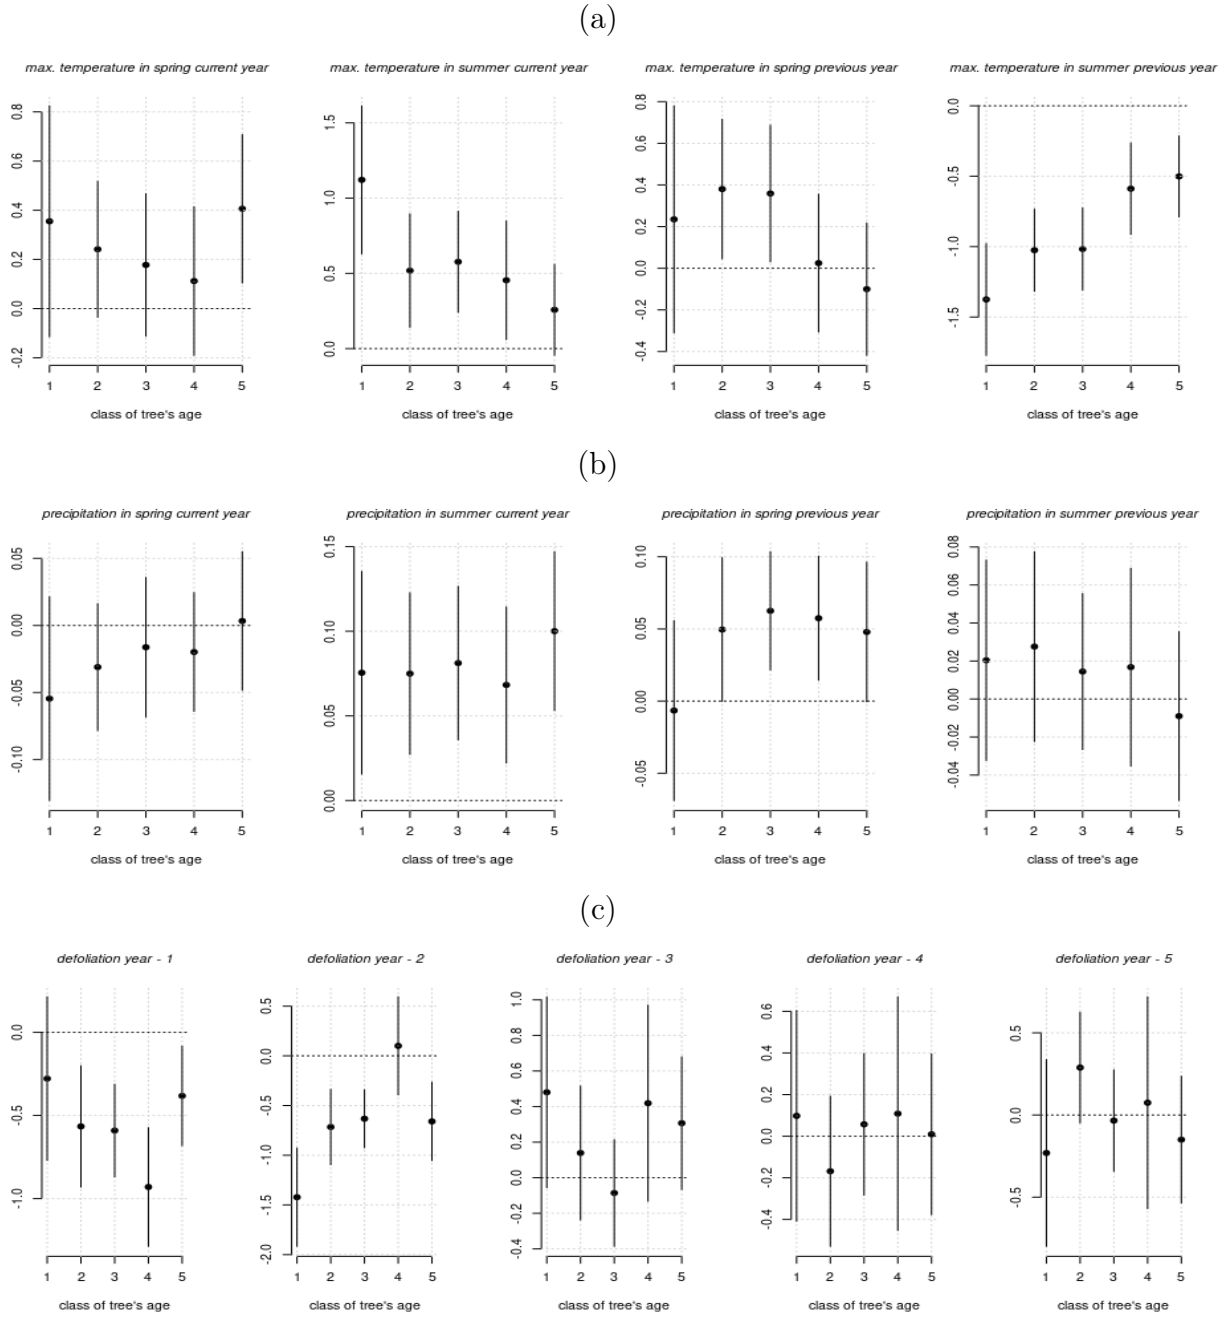 (a)
max. temperature in spring current year
max. temperature in summer current year
max. temperature in spring previous year
max. temperature in summer previous year
0.8
0.6
0.4
0.2
0.0
-0.2
1 2 3 4 5
class of tree's age
1.5
1.0
0.5
0.0
1 2 3 4 5
class of tree's age
0.8
0.6
0.4
0.2
0.0
-0.2
-0.4
1 2 3 4 5
class of tree's age
0.0
-0.5
-1.0
-1.5
1 2 3 4 5
class of tree's age
(b)
precipitation in spring current year
precipitation in summer current year
precipitation in spring previous year
precipitation in summer previous year
0.05
0.00
-0.05
-0.10
1 2 3 4 5
class of tree's age
0.15
0.10
0.05
0.00
1 2 3 4 5
class of tree's age
0.10
0.05
0.00
-0.05
1 2 3 4 5
class of tree's age
0.08
0.06
0.04
0.02
0.00
-0.02
-0.04
1 2 3 4 5
class of tree's age
(c)
defoliation year - 1
defoliation year - 2
defoliation year - 3
defoliation year - 4
defoliation year - 5
0.0
-0.5
-1.0
1 2 3 4 5
class of tree's age
0.5
0.0
-0.5
-1.0
-1.5
-2.0
1 2 3 4 5
class of tree's age
1.0
0.8
0.6
0.4
0.2
0.0
-0.2
-0.4
1 2 3 4 5
class of tree's age
0.6
0.4
0.2
0.0
-0.2
-0.4
1 2 3 4 5
class of tree's age
0.5
0.0
-0.5
1 2 3 4 5
class of tree's age